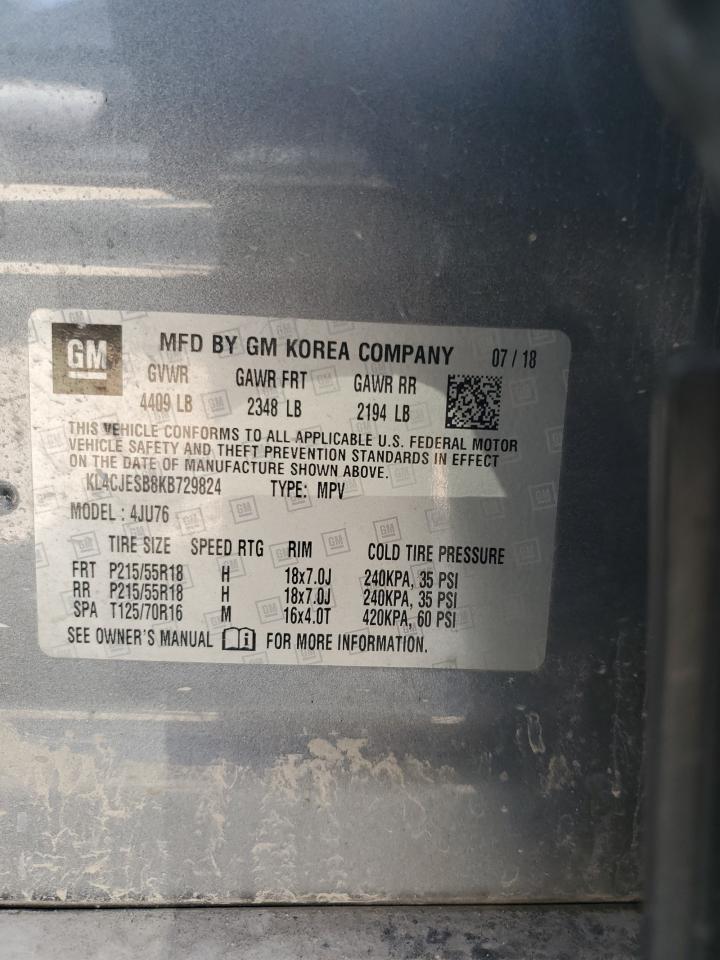 GM MFD BY GM KOREA COMPANY 07/18
GVWR GAWR FRT GAWR RR
4409 LB 2348 LB 2194 LB
THIS VEHICLE CONFORMS TO ALL APPLICABLE U.S. FEDERAL MOTOR
VEHICLE SAFETY AND THEFT PREVENTION STANDARDS IN EFFECT
ON THE DATE OF MANUFACTURE SHOWN ABOVE.
KL4CJESB8KB729824 TYPE: MPV
MODEL : 4JU76
TIRE SIZE SPEED RTG RIM COLD TIRE PRESSURE
FRT P215/55R18 H 18x7.0J 240KPA, 35 PSI
RR P215/55R18 H 18x7.0J 240KPA, 35 PSI
SPA T125/70R16 M 16x4.0T 420KPA, 60 PSI
SEE OWNER'S MANUAL i FOR MORE INFORMATION.